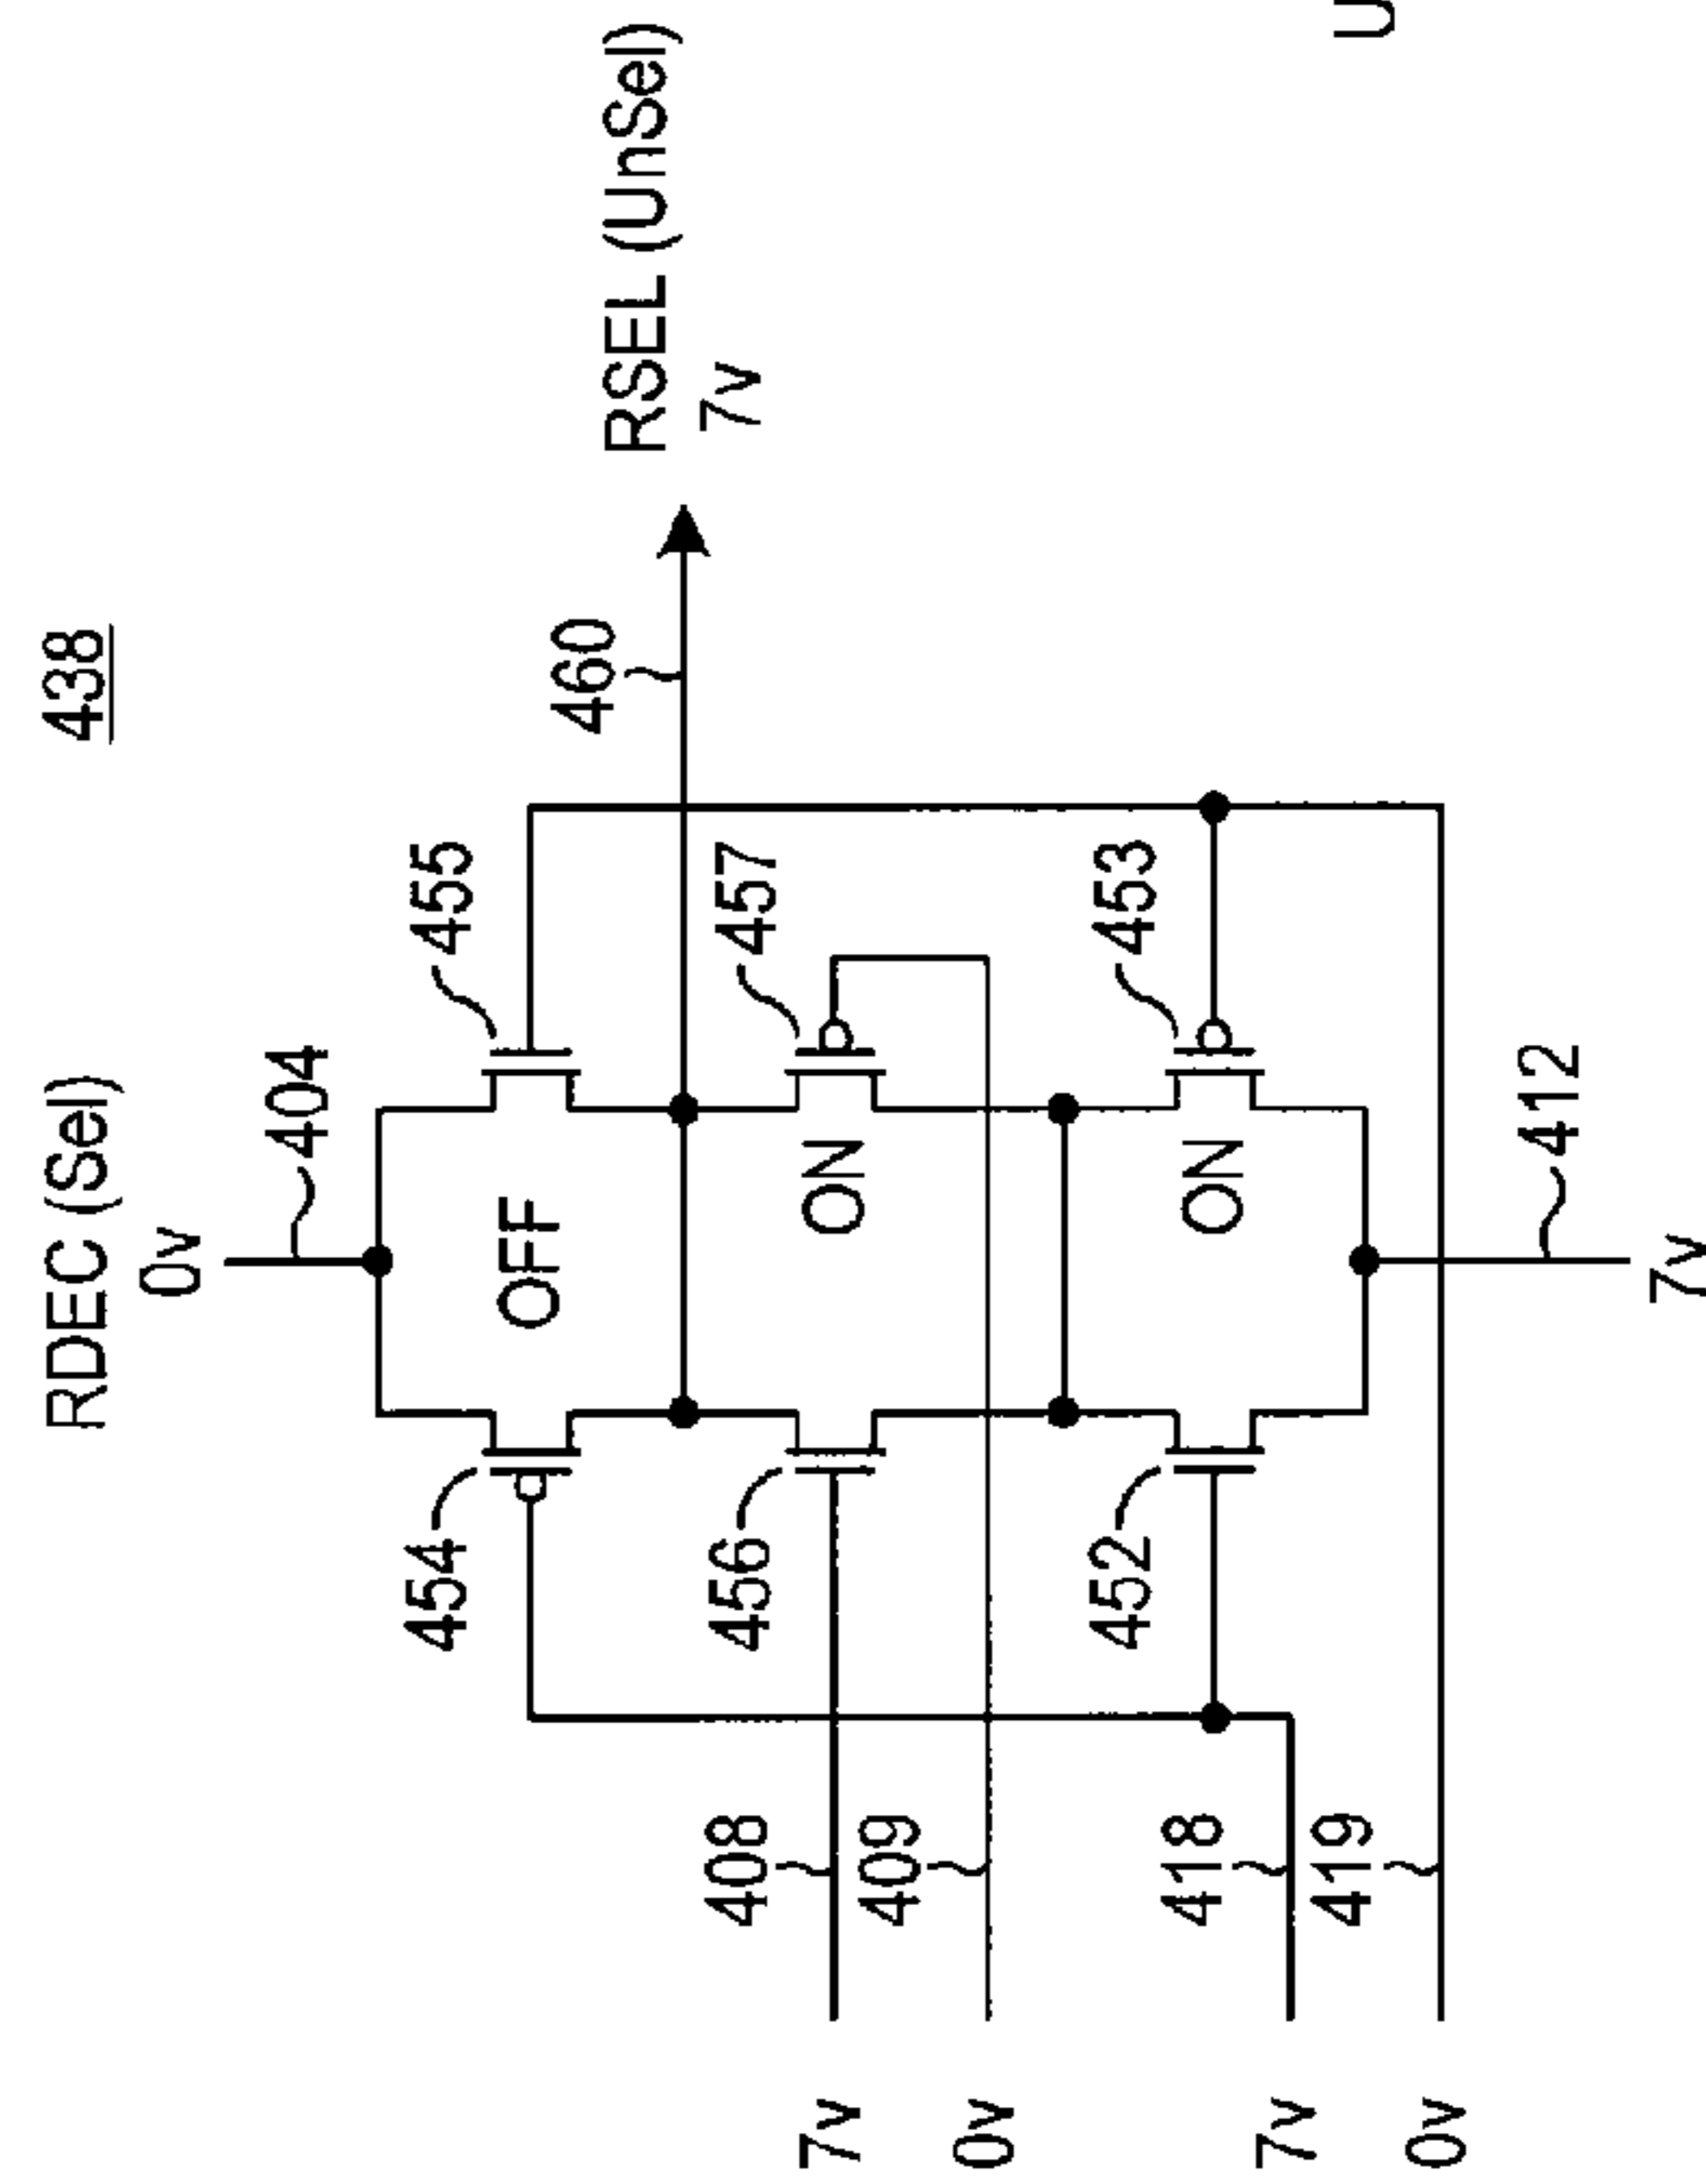 438
RDEC (Sel)
0v
404
454
OFF
455
460
RSEL (UnSel)
7v
456
ON
457
408
7v
409
0v
452
ON
453
418
7v
419
0v
412
7v
U